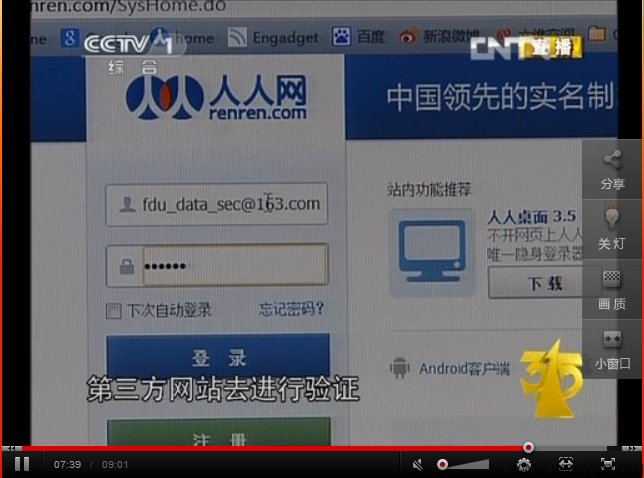 nren.com/SysHome.do
ome
Engadget
百度
新浪微博
CCTV 1
综合
直播
人人网
renren.com
中国领先的实名制
fdu_data_sec@163.com
下次自动登录
忘记密码?
登录
注册
站内功能推荐
人人桌面 3.5
不开网页上人人
唯一隐身登录器
下载
Android客户端
第三方网站去进行验证
315
分享
关灯
画质
小窗口
07:39 / 09:01